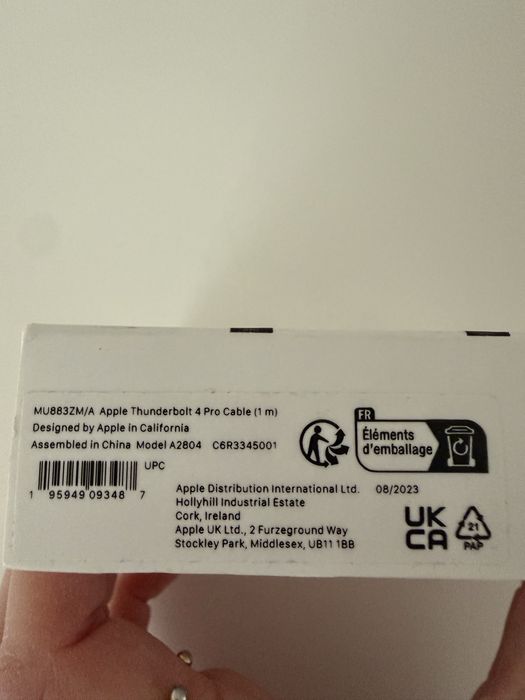 MU883ZM/A Apple Thunderbolt 4 Pro Cable (1 m)
Designed by Apple in California
Assembled in China Model A2804 C6R3345001
UPC
1 95949 09348 7
FR
Éléments
d'emballage
Apple Distribution International Ltd. 08/2023
Hollyhill Industrial Estate
Cork, Ireland
Apple UK Ltd., 2 Furzeground Way
Stockley Park, Middlesex, UB11 1BB
UK
CA
21
PAP